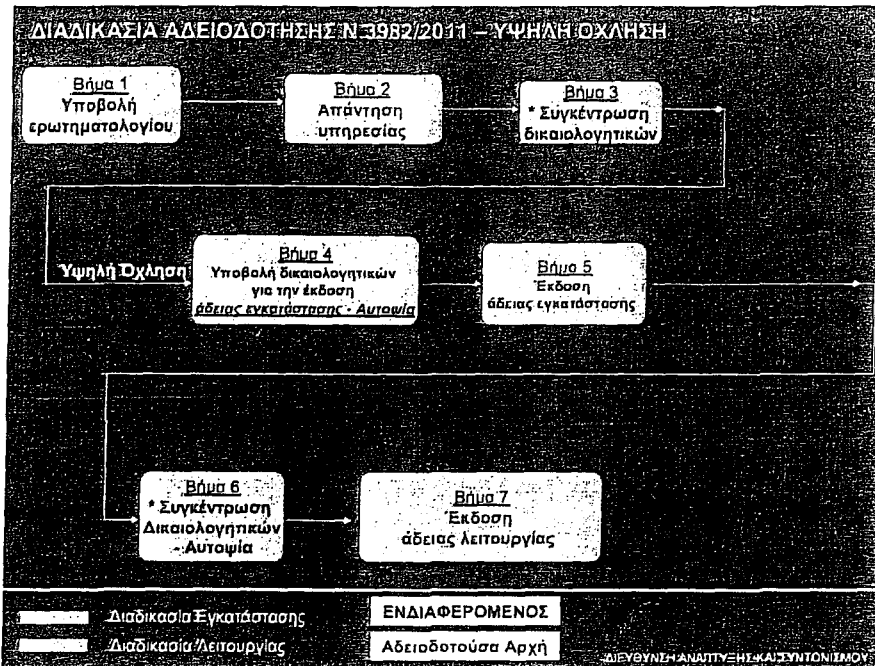 ΔΙΑΔΙΚΑΣΙΑ ΑΔΕΙΟΔΟΤΗΣΗΣ Ν 3982/2011 – ΥΨΗΛΗ ΟΧΛΗΣΗ
Βήμα 1
Υποβολή
ερωτηματολογίου
Βήμα 2
Απάντηση
υπηρεσίας
Βήμα 3
* Συγκέντρωση
δικαιολογητικών
Υψηλή Όχληση
Βήμα 4
Υποβολή δικαιολογητικών
για την έκδοση
άδειας εγκατάστασης - Αυτοψία
Βήμα 5
Έκδοση
άδειας εγκατάστασης
Βήμα 6
* Συγκέντρωση
Δικαιολογητικών
- Αυτοψία
Βήμα 7
Έκδοση
άδειας λειτουργίας
Διαδικασία Εγκατάστασης
ΕΝΔΙΑΦΕΡΟΜΕΝΟΣ
Διαδικασία Λειτουργίας
Αδειοδοτούσα Αρχή
ΔΙΕΥΘΥΝΣΗ ΑΝΑΠΤΥΞΗΣ ΚΑΙ ΣΥΝΤΟΝΙΣΜΟΥ